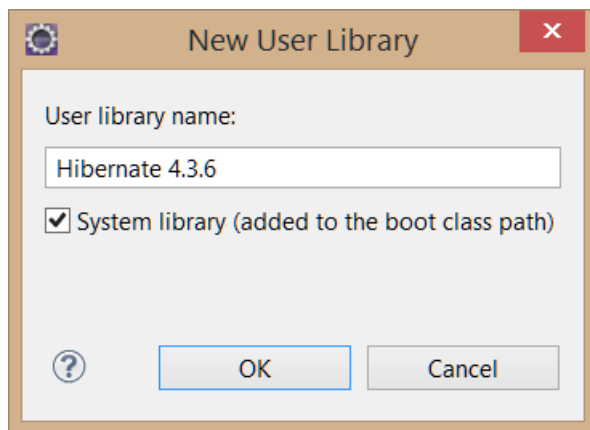 New User Library
User library name:
Hibernate 4.3.6
System library (added to the boot class path)
?
OK
Cancel